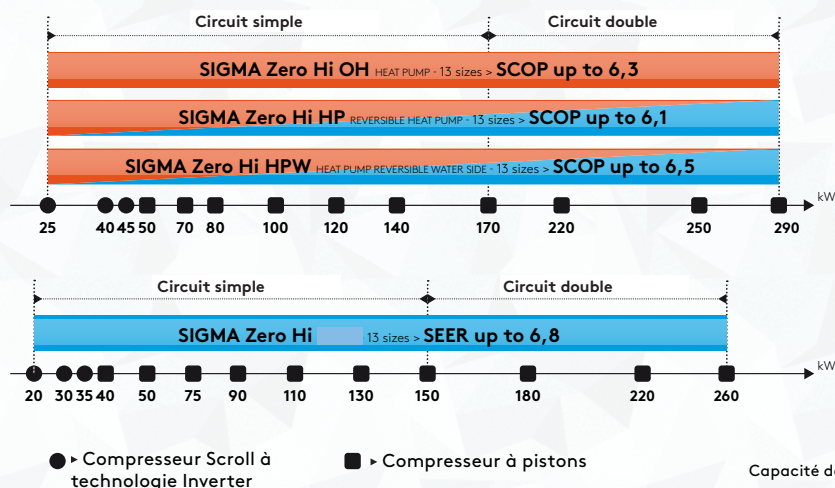 Circuit simple Circuit double
SIGMA Zero Hi OH HEAT PUMP - 13 sizes > SCOP up to 6,3
SIGMA Zero Hi HP REVERSIBLE HEAT PUMP - 13 sizes > SCOP up to 6,1
SIGMA Zero Hi HPW HEAT PUMP REVERSIBLE WATER SIDE - 13 sizes > SCOP up to 6,5
kW
25 40 45 50 70 80 100 120 140 170 220 250 290
Circuit simple Circuit double
SIGMA Zero Hi 13 sizes > SEER up to 6,8
kW
20 30 35 40 50 75 90 110 130 150 180 220 260
▸ Compresseur Scroll à
technologie Inverter
▸ Compresseur à pistons
Capacité de